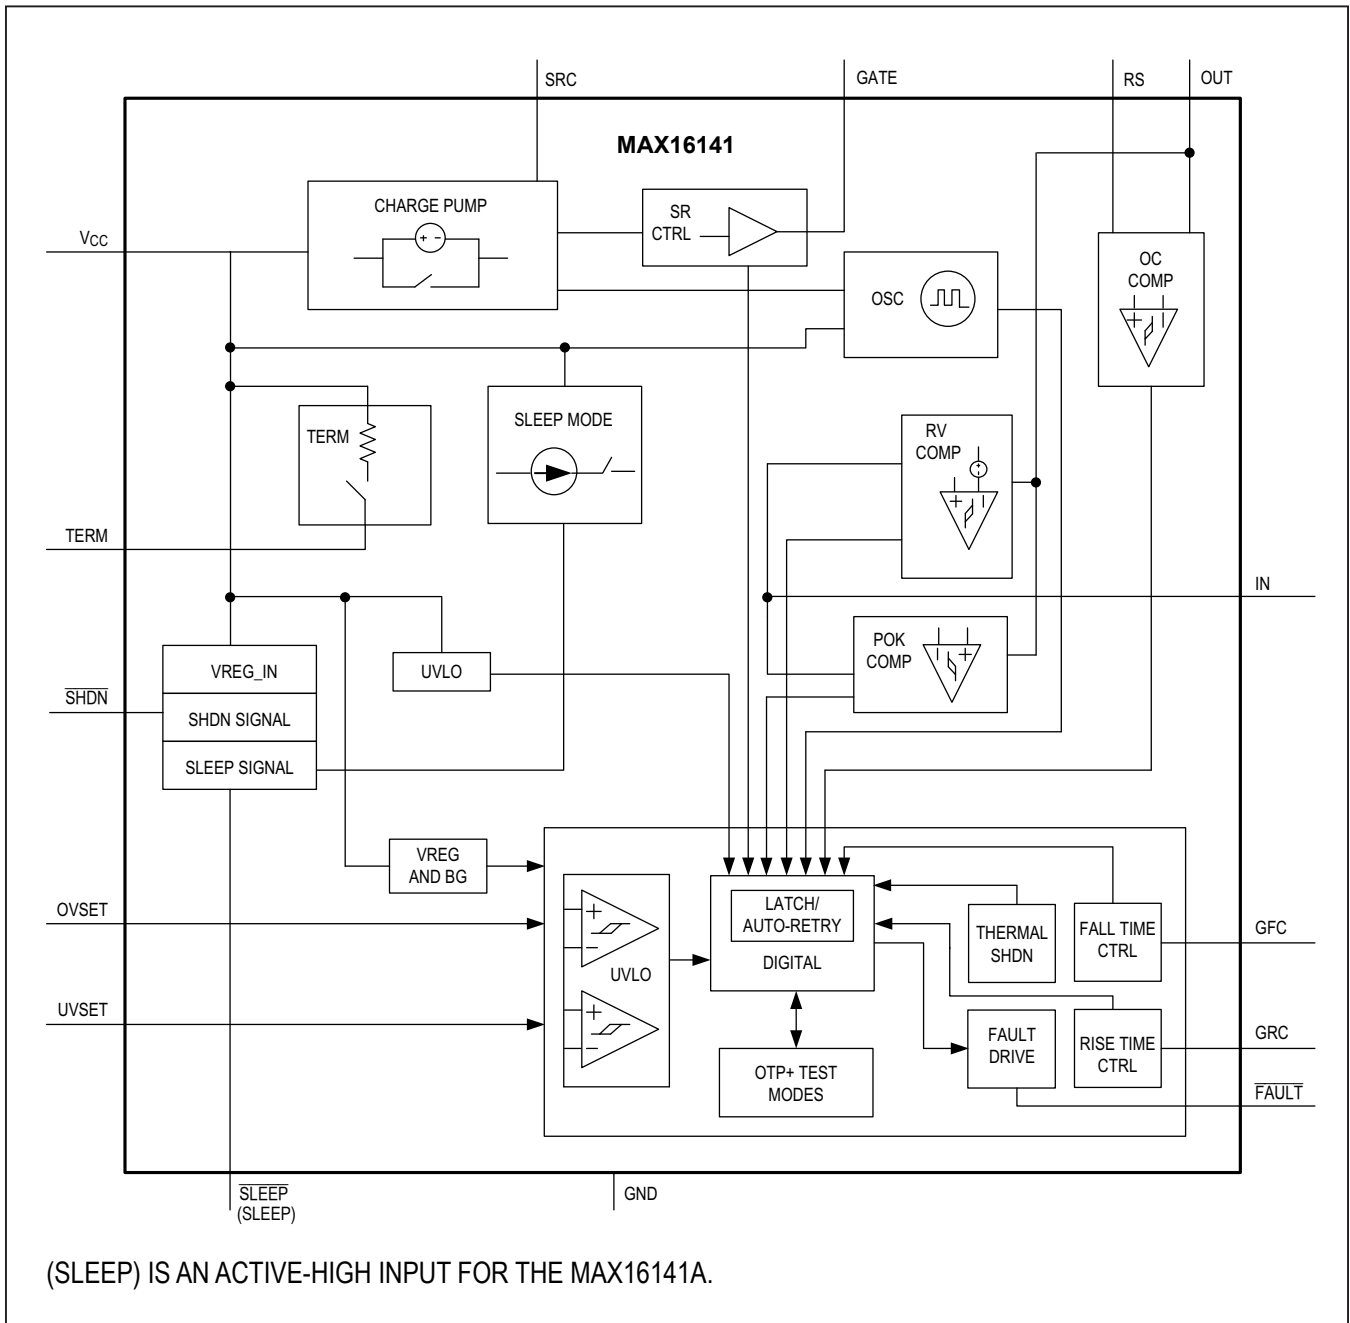 SRC
GATE
RS
OUT
MAX16141
CHARGE PUMP
+ -
SR
CTRL
VCC
OSC
OC
COMP
+ -
TERM
SLEEP MODE
RV
COMP
+ -
+ -
TERM
IN
VREG_IN
UVLO
POK
COMP
- +
SHDN
SHDN SIGNAL
SLEEP SIGNAL
VREG
AND BG
LATCH/
AUTO-RETRY
DIGITAL
OVSET
+
-
UVLO
THERMAL
SHDN
FALL TIME
CTRL
GFC
UVSET
+
-
OTP+ TEST
MODES
FAULT
DRIVE
RISE TIME
CTRL
GRC
FAULT
SLEEP
(SLEEP)
GND
(SLEEP) IS AN ACTIVE-HIGH INPUT FOR THE MAX16141A.